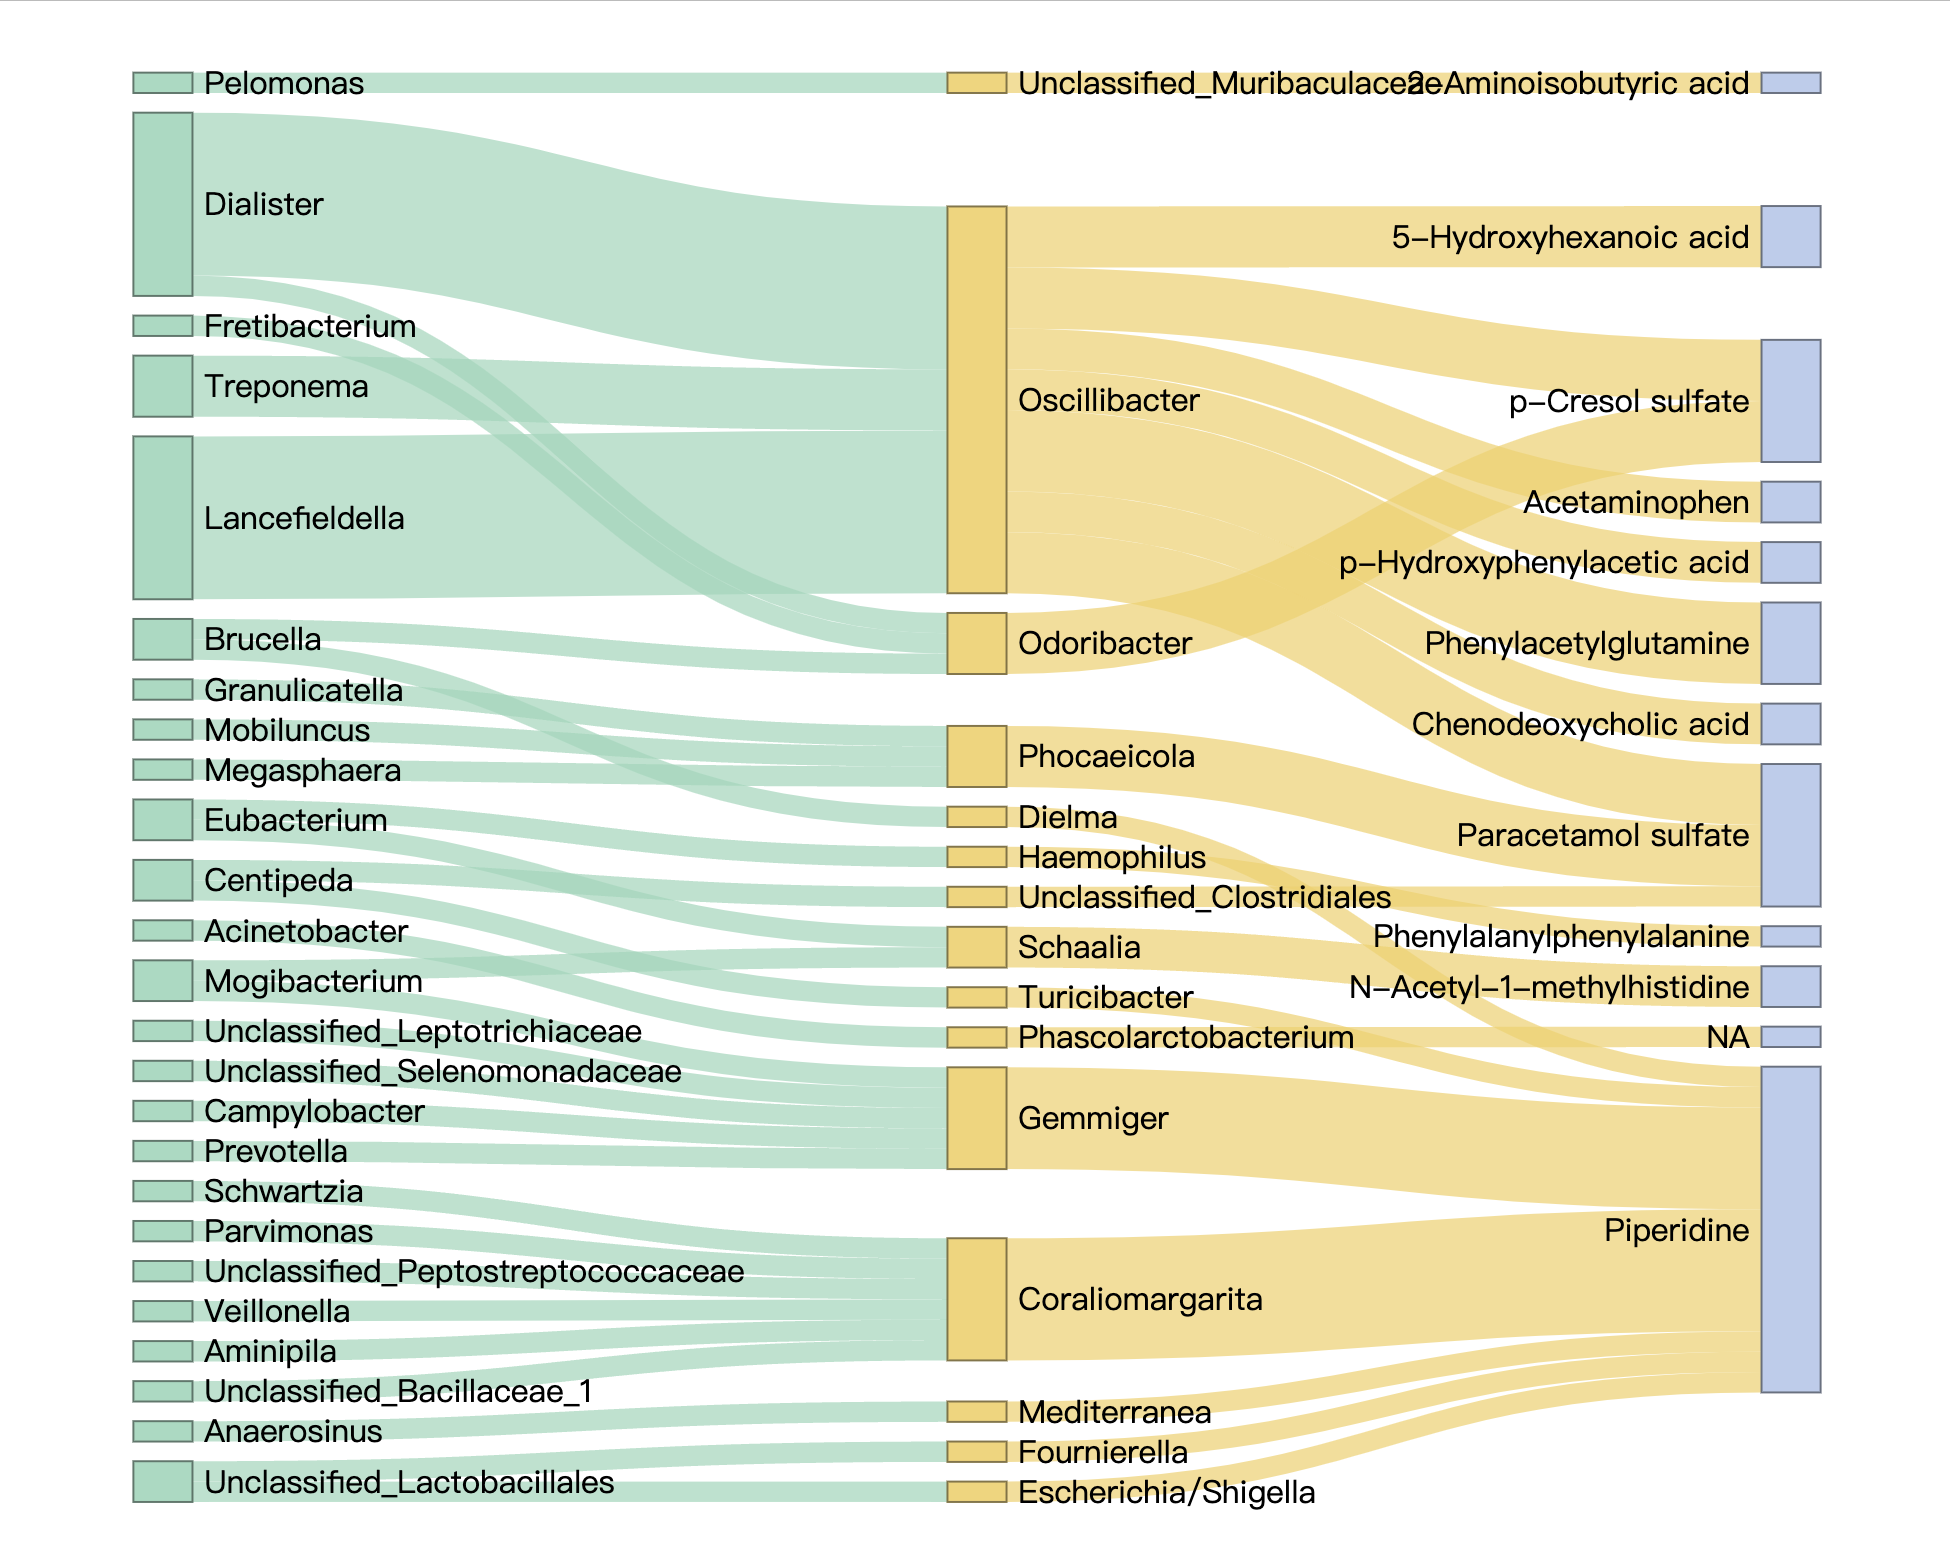 Pelomonas
Dialister
Fretibacterium
Treponema
Lancefieldella
Brucella
Granulicatella
Mobiluncus
Megasphaera
Eubacterium
Centipeda
Acinetobacter
Mogibacterium
Unclassified_Leptotrichiaceae
Unclassified_Selenomonadaceae
Campylobacter
Prevotella
Schwartzia
Parvimonas
Unclassified_Peptostreptococcaceae
Veillonella
Aminipila
Unclassified_Bacillaceae_1
Anaerosinus
Unclassified_Lactobacillales
Unclassified_Muribaculaceae
Oscillibacter
Odoribacter
Phocaeicola
Dielma
Haemophilus
Unclassified_Clostridiales
Schaalia
Turicibacter
Phascolarctobacterium
Gemmiger
Coraliomargarita
Mediterranea
Fournierella
Escherichia/Shigella
2-Aminoisobutyric acid
5-Hydroxyhexanoic acid
p-Cresol sulfate
Acetaminophen
p-Hydroxyphenylacetic acid
Phenylacetylglutamine
Chenodeoxycholic acid
Paracetamol sulfate
Phenylalanylphenylalanine
N-Acetyl-1-methylhistidine
NA
Piperidine